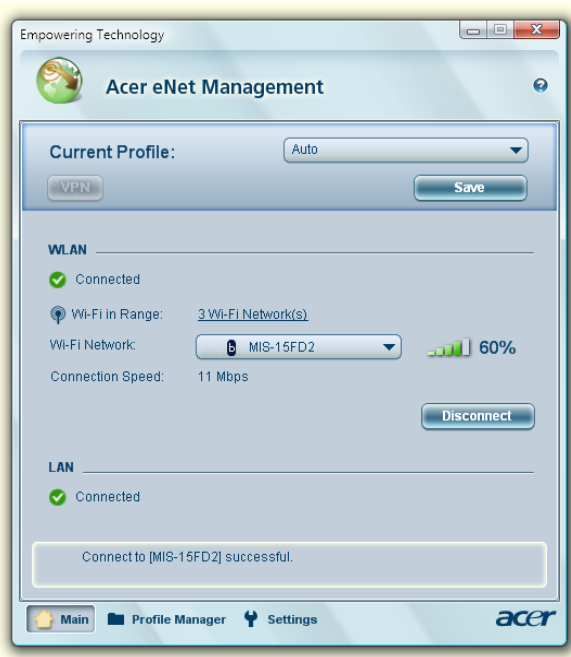 Empowering Technology
Acer eNet Management
Current Profile: Auto
VPN Save
WLAN
Connected
Wi-Fi in Range: 3 Wi-Fi Network(s)
Wi-Fi Network: b MIS-15FD2 60%
Connection Speed: 11 Mbps
Disconnect
LAN
Connected
Connect to [MIS-15FD2] successful.
Main Profile Manager Settings acer